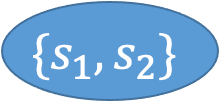 {s₁, s₂}